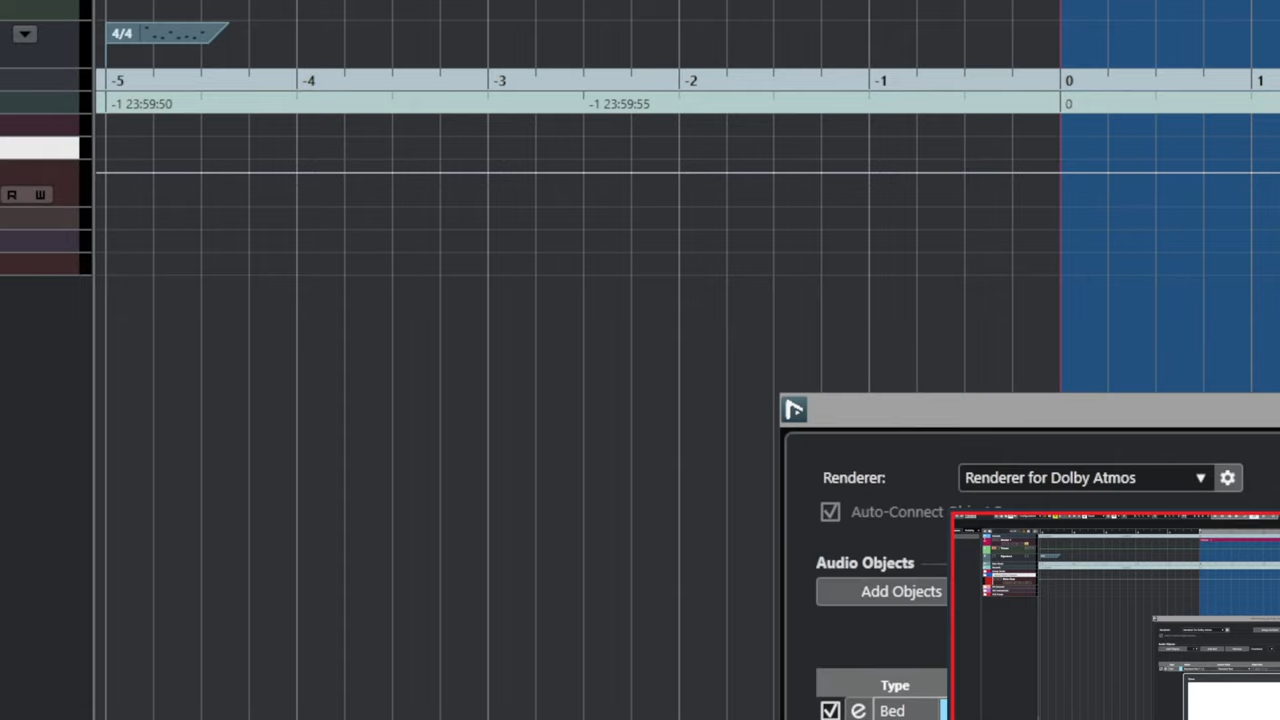 4/4
-5 -4 -3 -2 -1 0 1
-1 23:59:50 -1 23:59:55 0
R W
Renderer: Renderer for Dolby Atmos
Auto-Connect
Audio Objects
Add Objects
Type
e Bed